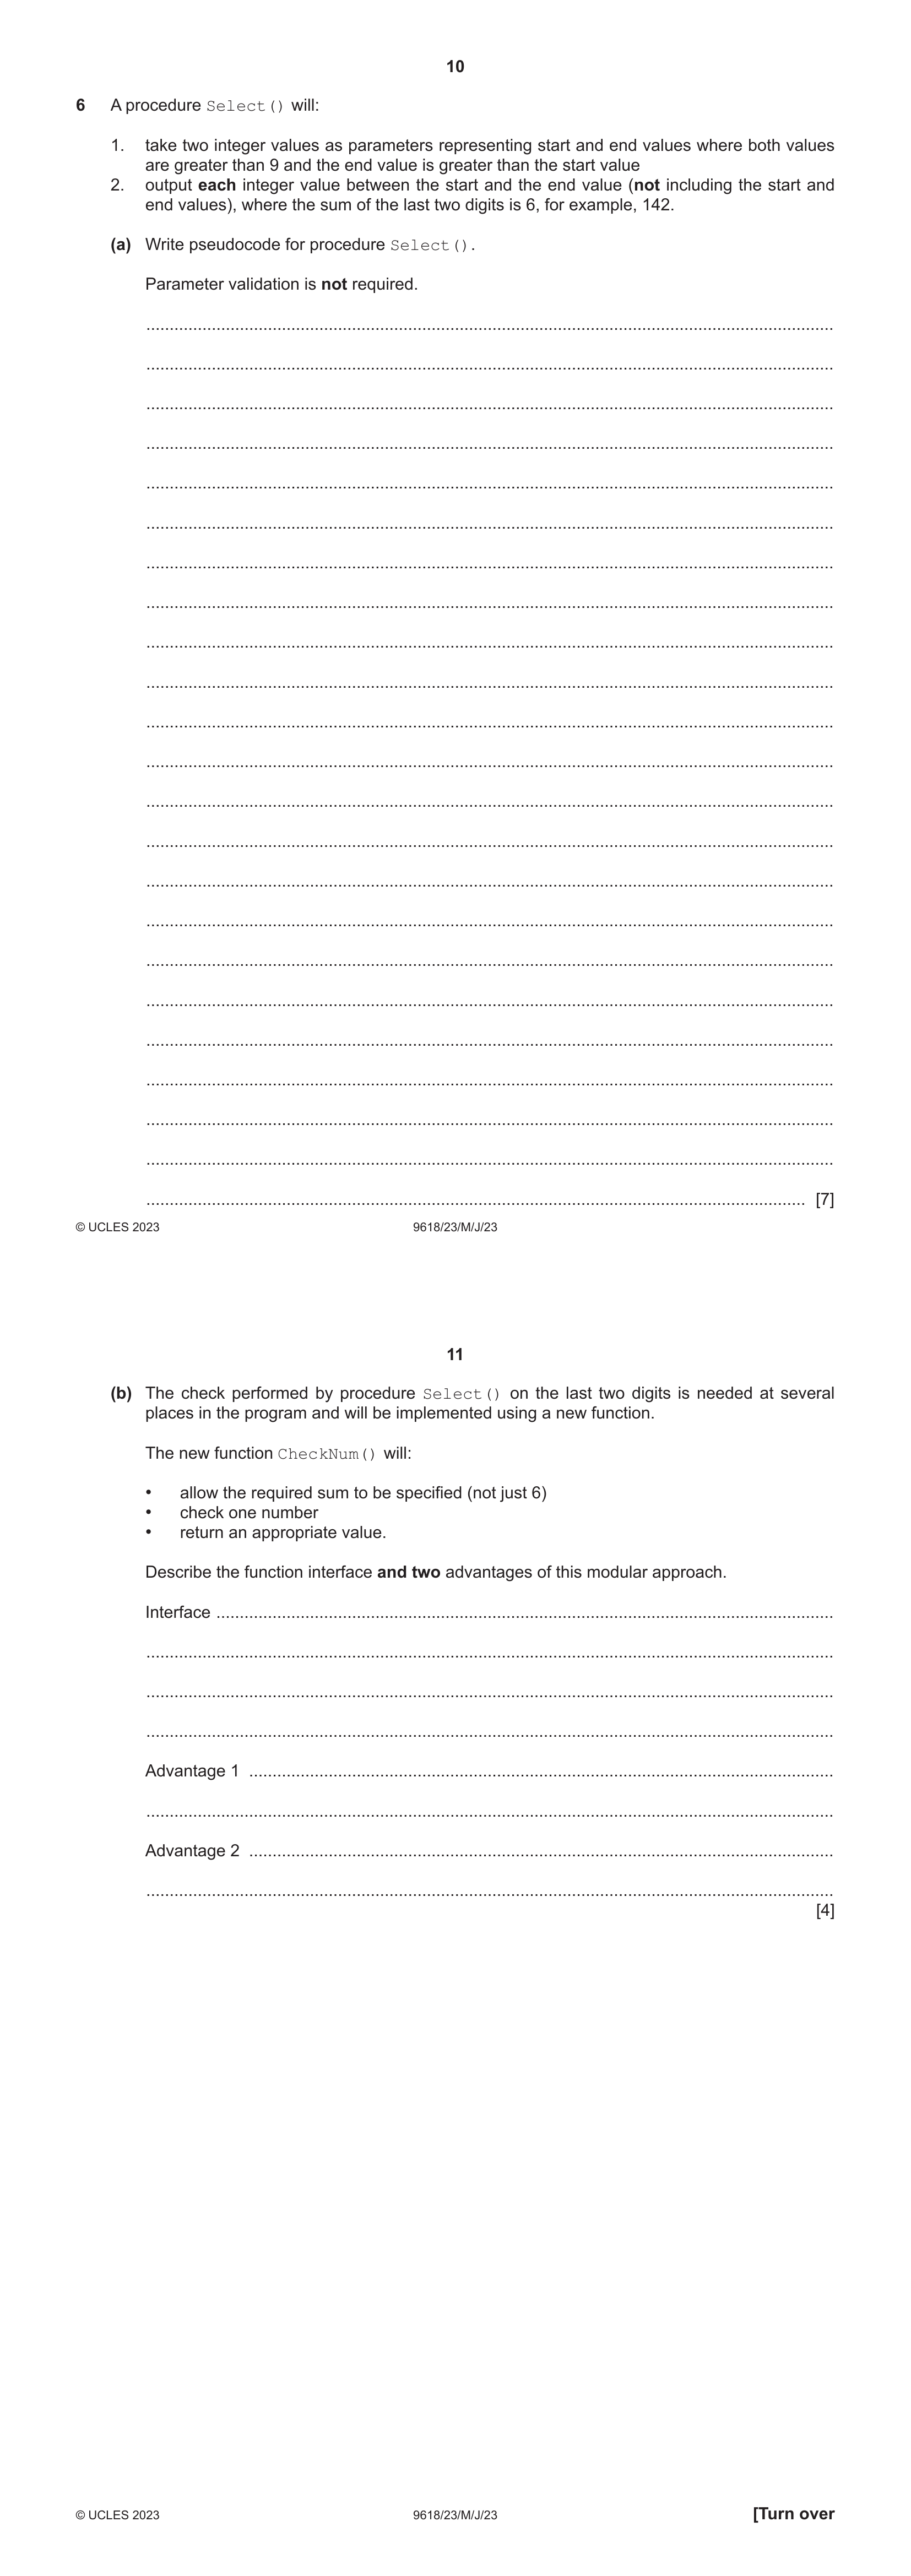 10
6 A procedure Select() will:
1. take two integer values as parameters representing start and end values where both values
are greater than 9 and the end value is greater than the start value
2. output each integer value between the start and the end value (not including the start and
end values), where the sum of the last two digits is 6, for example, 142.
(a) Write pseudocode for procedure Select().
Parameter validation is not required.
[7]
© UCLES 2023 9618/23/M/J/23
11
(b) The check performed by procedure Select() on the last two digits is needed at several
places in the program and will be implemented using a new function.
The new function CheckNum() will:
• allow the required sum to be specified (not just 6)
• check one number
• return an appropriate value.
Describe the function interface and two advantages of this modular approach.
Interface
Advantage 1
Advantage 2
[4]
© UCLES 2023 9618/23/M/J/23 [Turn over